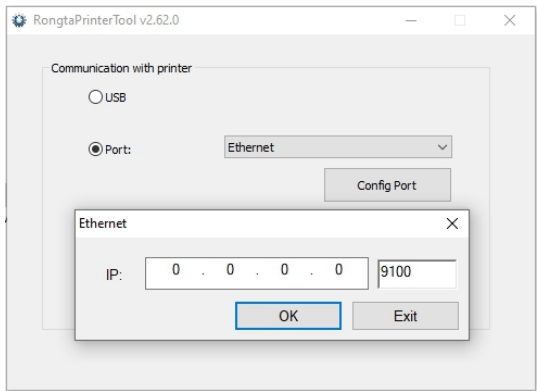 RongtaPrinterTool v2.62.0
Communication with printer
USB
Port:
Ethernet
Config Port
Ethernet
IP:
0 . 0 . 0 . 0
9100
OK
Exit